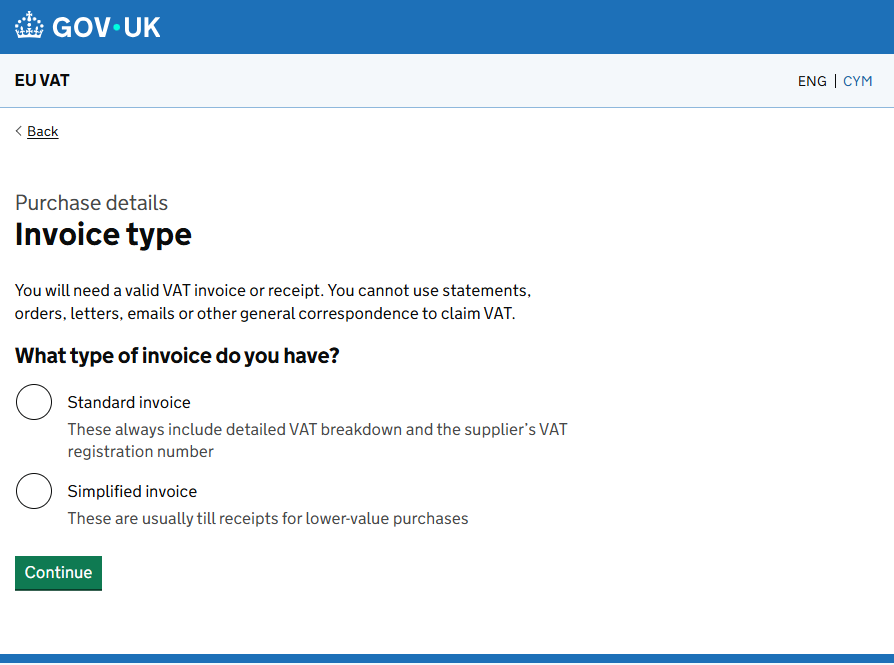 GOV·UK
EU VAT
ENG | CYM
Back
Purchase details
Invoice type
You will need a valid VAT invoice or receipt. You cannot use statements,
orders, letters, emails or other general correspondence to claim VAT.
What type of invoice do you have?
Standard invoice
These always include detailed VAT breakdown and the supplier’s VAT
registration number
Simplified invoice
These are usually till receipts for lower-value purchases
Continue